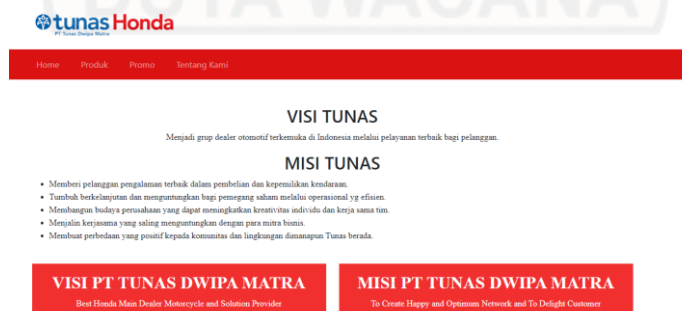 UTA WACANA
tunas Honda
PT Tunas Dwipa Matra
Home Produk Promo Tentang Kami
VISI TUNAS
Menjadi grup dealer otomotif terkemuka di Indonesia melalui pelayanan terbaik bagi pelanggan.
MISI TUNAS
• Memberi pelanggan pengalaman terbaik dalam pembelian dan kepemilikan kendaraan.
• Tumbuh berkelanjutan dan menguntungkan bagi pemegang saham melalui operasional yg efisien.
• Membangun budaya perusahaan yang dapat meningkatkan kreativitas individu dan kerja sama tim.
• Menjalin kerjasama yang saling menguntungkan dengan para mitra bisnis.
• Membuat perbedaan yang positif kepada komunitas dan lingkungan dimanapun Tunas berada.
VISI PT TUNAS DWIPA MATRA
Best Honda Main Dealer Motorcycle and Solution Provider
MISI PT TUNAS DWIPA MATRA
To Create Happy and Optimum Network and To Delight Customer